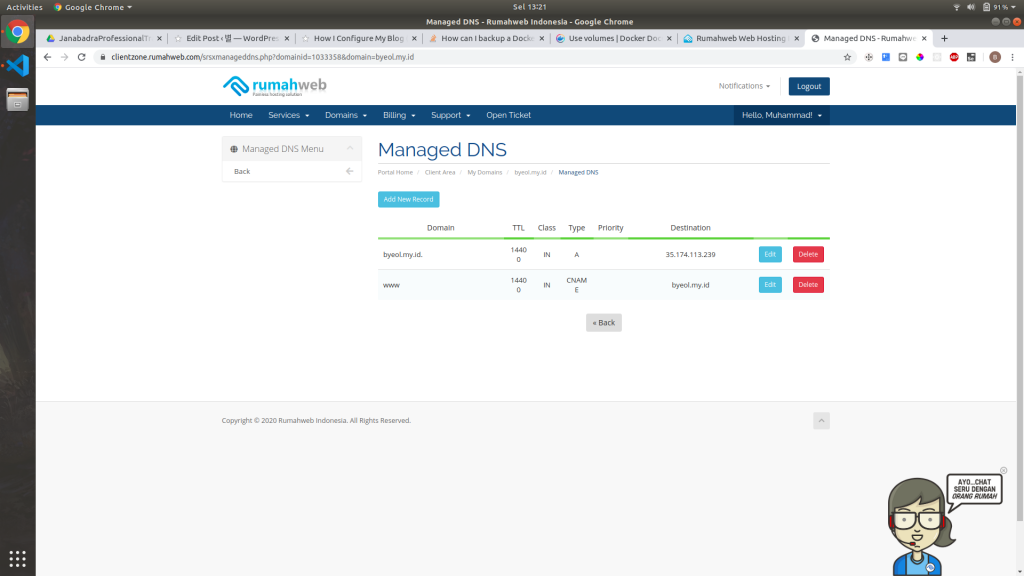 Activities Google Chrome Sel 13:21 91%
Managed DNS - Rumahweb Indonesia - Google Chrome
JanabadraProfessionalTr Edit Post ‹ 별 — WordPres How I Configure My Blog How can I backup a Dock Use volumes | Docker Doc Rumahweb Web Hosting Managed DNS - Rumahwe
clientzone.rumahweb.com/srsxmanageddns.php?domainid=1033358&domain=byeol.my.id
rumahweb
Notifications Logout
Home Services Domains Billing Support Open Ticket Hello, Muhammad!
Managed DNS Menu
Back
Managed DNS
Portal Home / Client Area / My Domains / byeol.my.id / Managed DNS
Add New Record
Domain TTL Class Type Priority Destination
byeol.my.id. 14400 IN A 35.174.113.239 Edit Delete
www 14400 IN CNAME byeol.my.id Edit Delete
« Back
Copyright © 2020 Rumahweb Indonesia. All Rights Reserved.
AYO...CHAT
SERU DENGAN
ORANG RUMAH